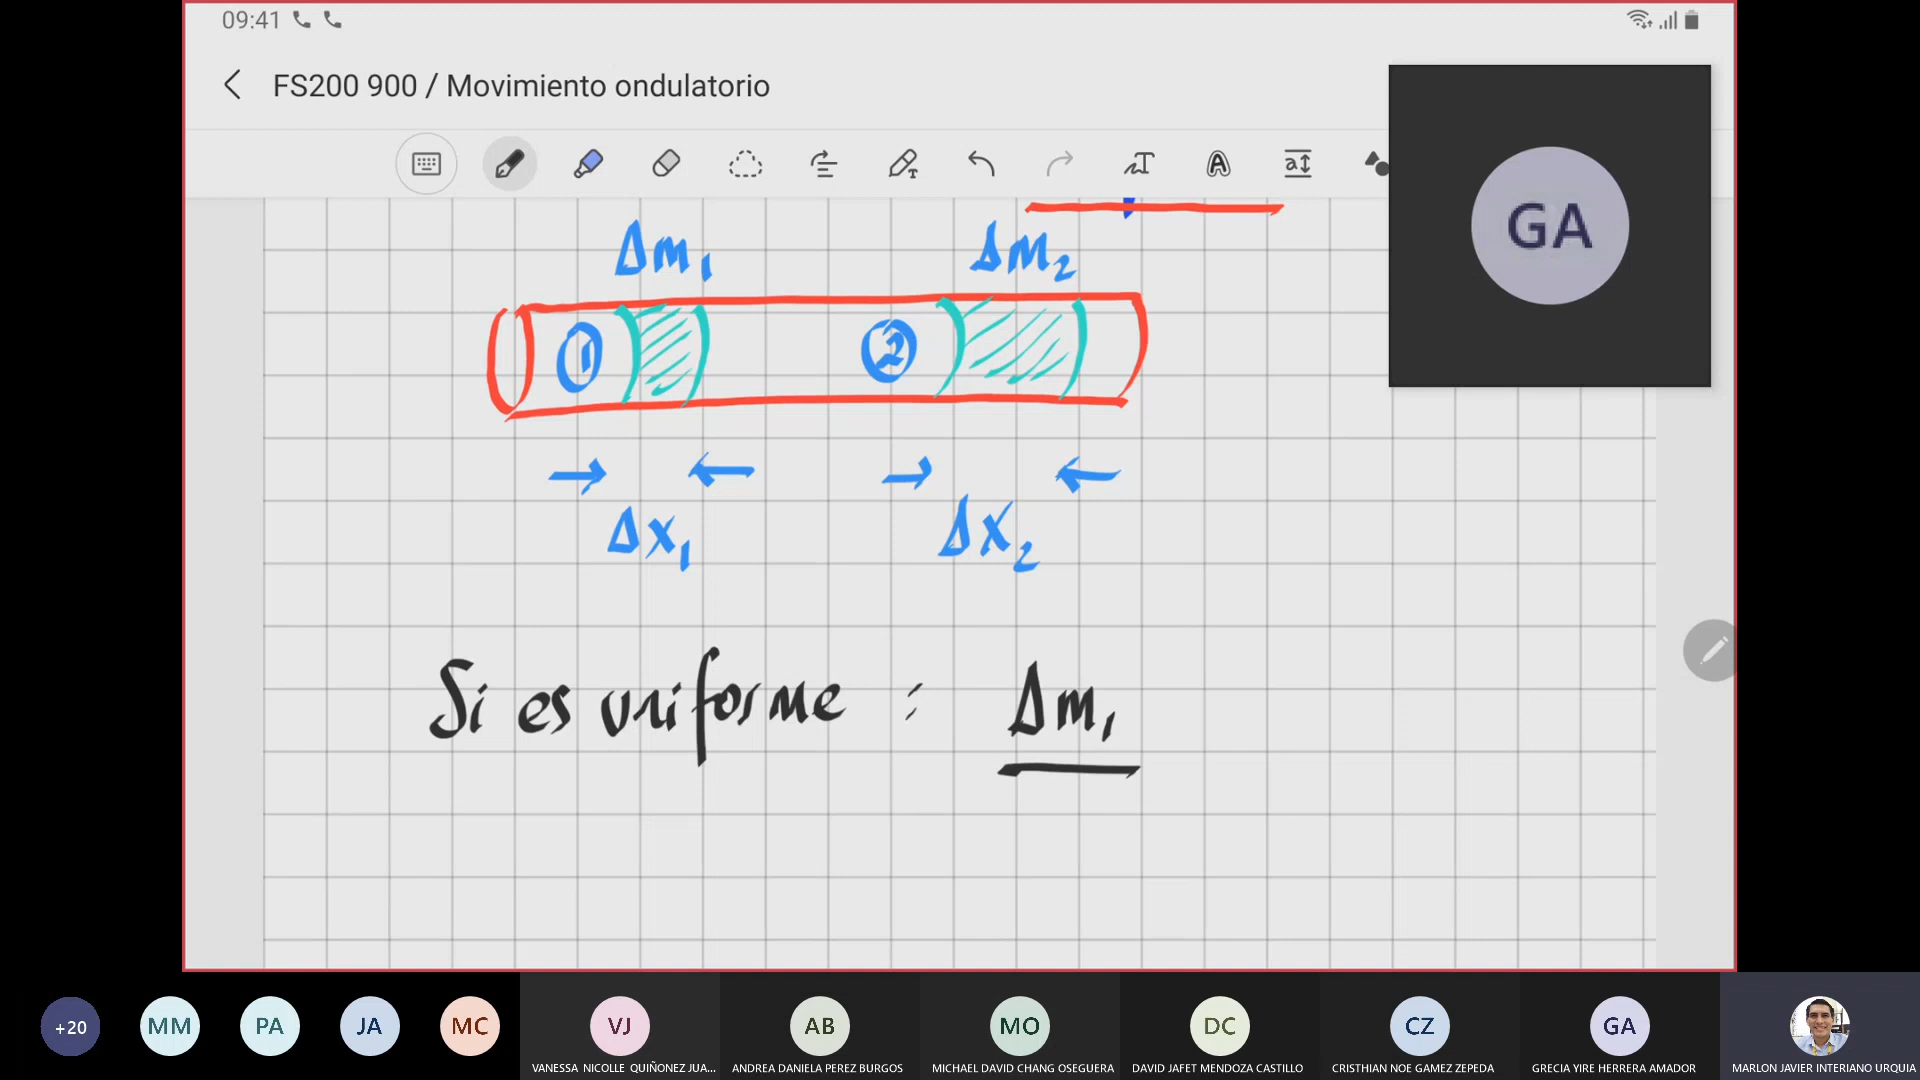 09:41
FS200 900 / Movimiento ondulatorio
GA
Δm₁ Δm₂
① ②
→ ← → ←
Δx₁ Δx₂
Si es uniforme : Δm₁
+20 MM PA JA MC VJ AB MO DC CZ GA
VANESSA NICOLLE QUIÑONEZ JUA... ANDREA DANIELA PEREZ BURGOS MICHAEL DAVID CHANG OSEGUERA DAVID JAFET MENDOZA CASTILLO CRISTHIAN NOE GAMEZ ZEPEDA GRECIA YIRE HERRERA AMADOR MARLON JAVIER INTERIANO URQUIA